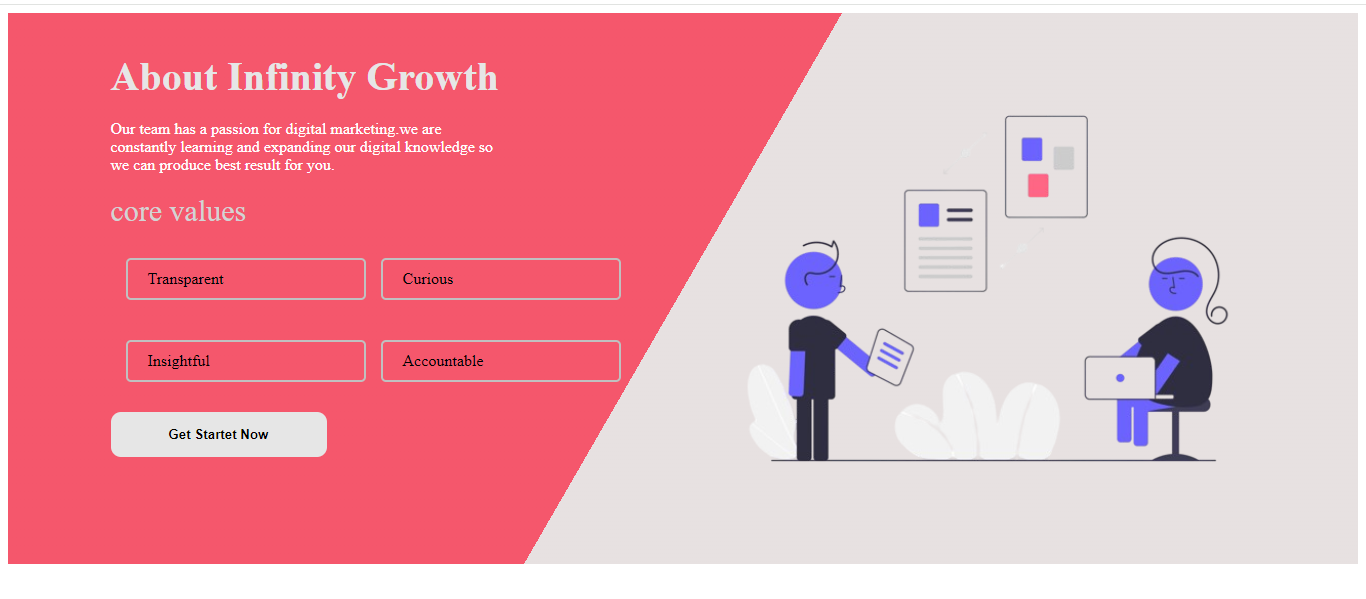 About Infinity Growth
Our team has a passion for digital marketing.we are
constantly learning and expanding our digital knowledge so
we can produce best result for you.
core values
Transparent
Curious
Insightful
Accountable
Get Startet Now